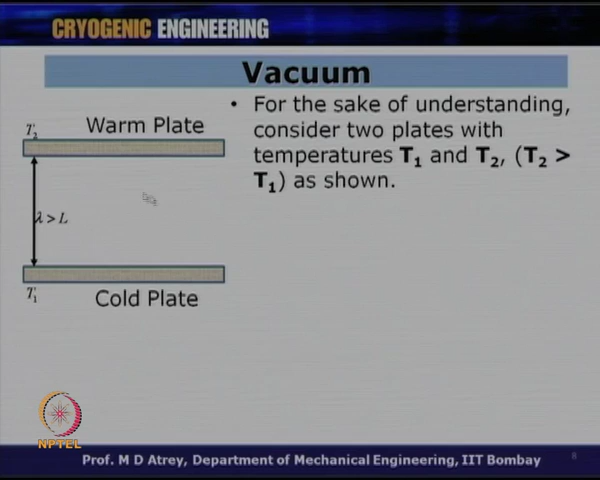 CRYOGENIC ENGINEERING
Vacuum
T₂
Warm Plate
λ > L
T₁
Cold Plate
• For the sake of understanding,
consider two plates with
temperatures T₁ and T₂, (T₂ >
T₁) as shown.
NPTEL
Prof. M D Atrey, Department of Mechanical Engineering, IIT Bombay
8